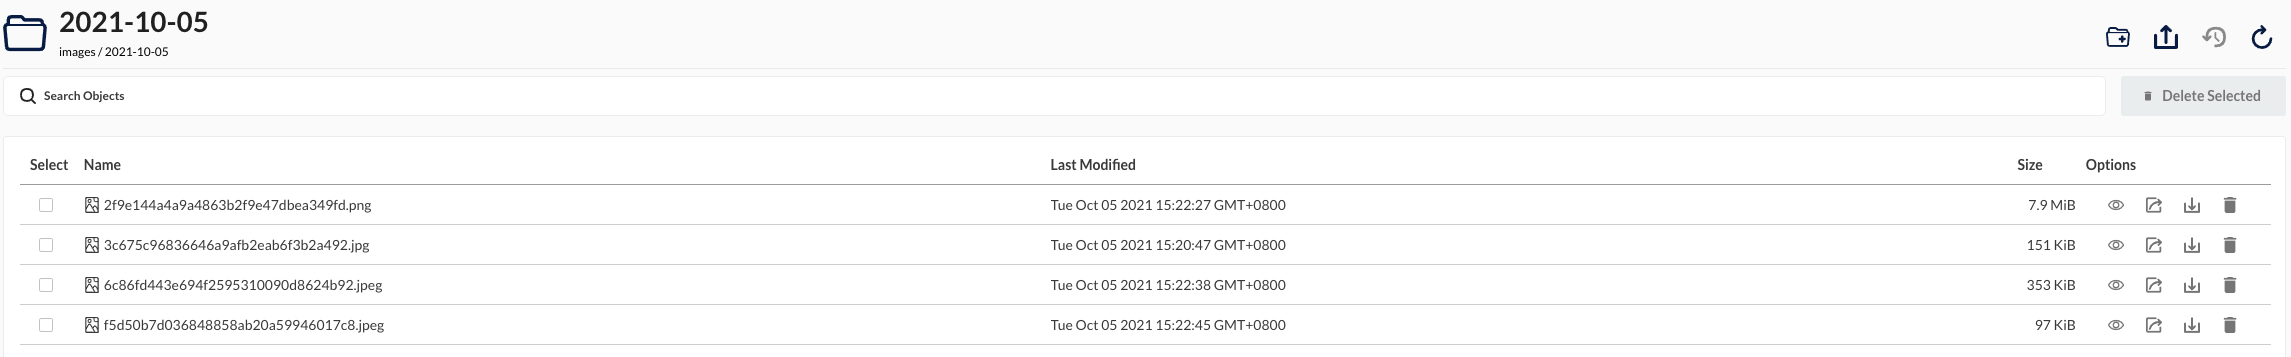 2021-10-05
images / 2021-10-05
Search Objects
Delete Selected
Select Name Last Modified Size Options
2f9e144a4a9a4863b2f9e47dbea349fd.png Tue Oct 05 2021 15:22:27 GMT+0800 7.9 MiB
3c675c96836646a9afb2eab6f3b2a492.jpg Tue Oct 05 2021 15:20:47 GMT+0800 151 KiB
6c86fd443e694f2595310090d8624b92.jpeg Tue Oct 05 2021 15:22:38 GMT+0800 353 KiB
f5d50b7d036848858ab20a59946017c8.jpeg Tue Oct 05 2021 15:22:45 GMT+0800 97 KiB